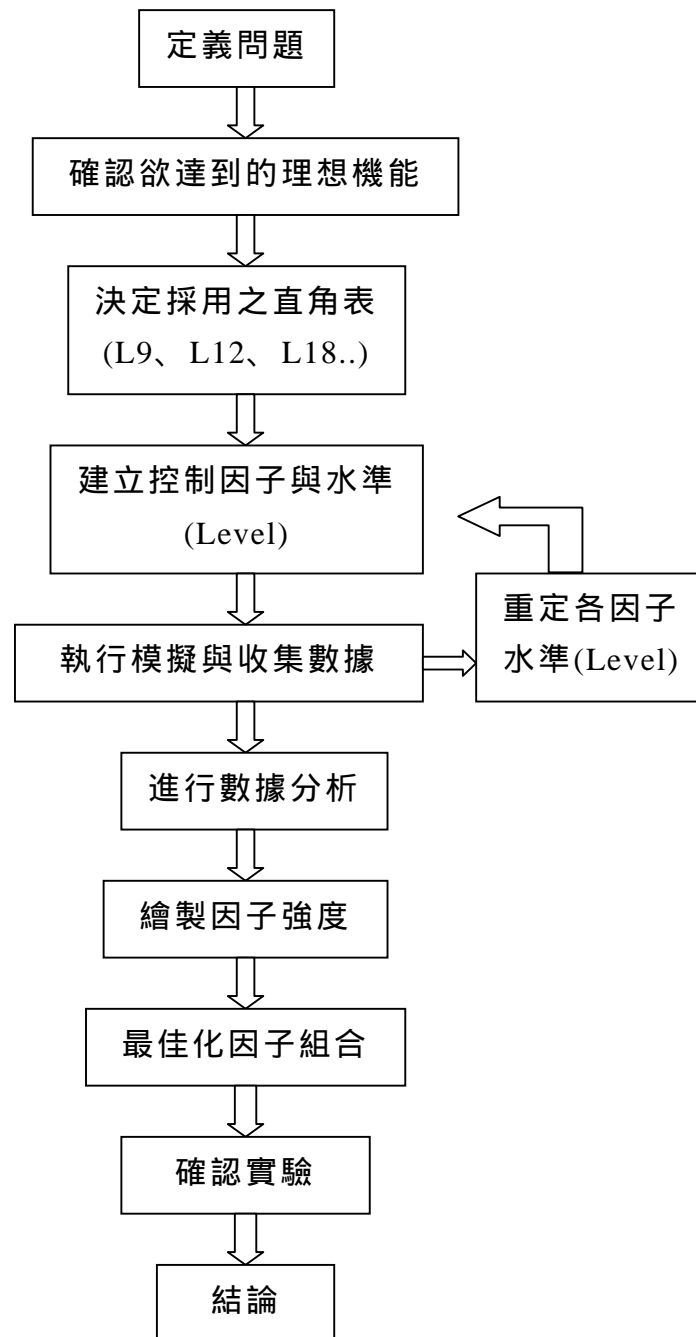 定義問題
確認欲達到的理想機能
決定採用之直角表
(L9、L12、L18..)
建立控制因子與水準
(Level)
重定各因子
水準(Level)
執行模擬與收集數據
進行數據分析
繪製因子強度
最佳化因子組合
確認實驗
結論